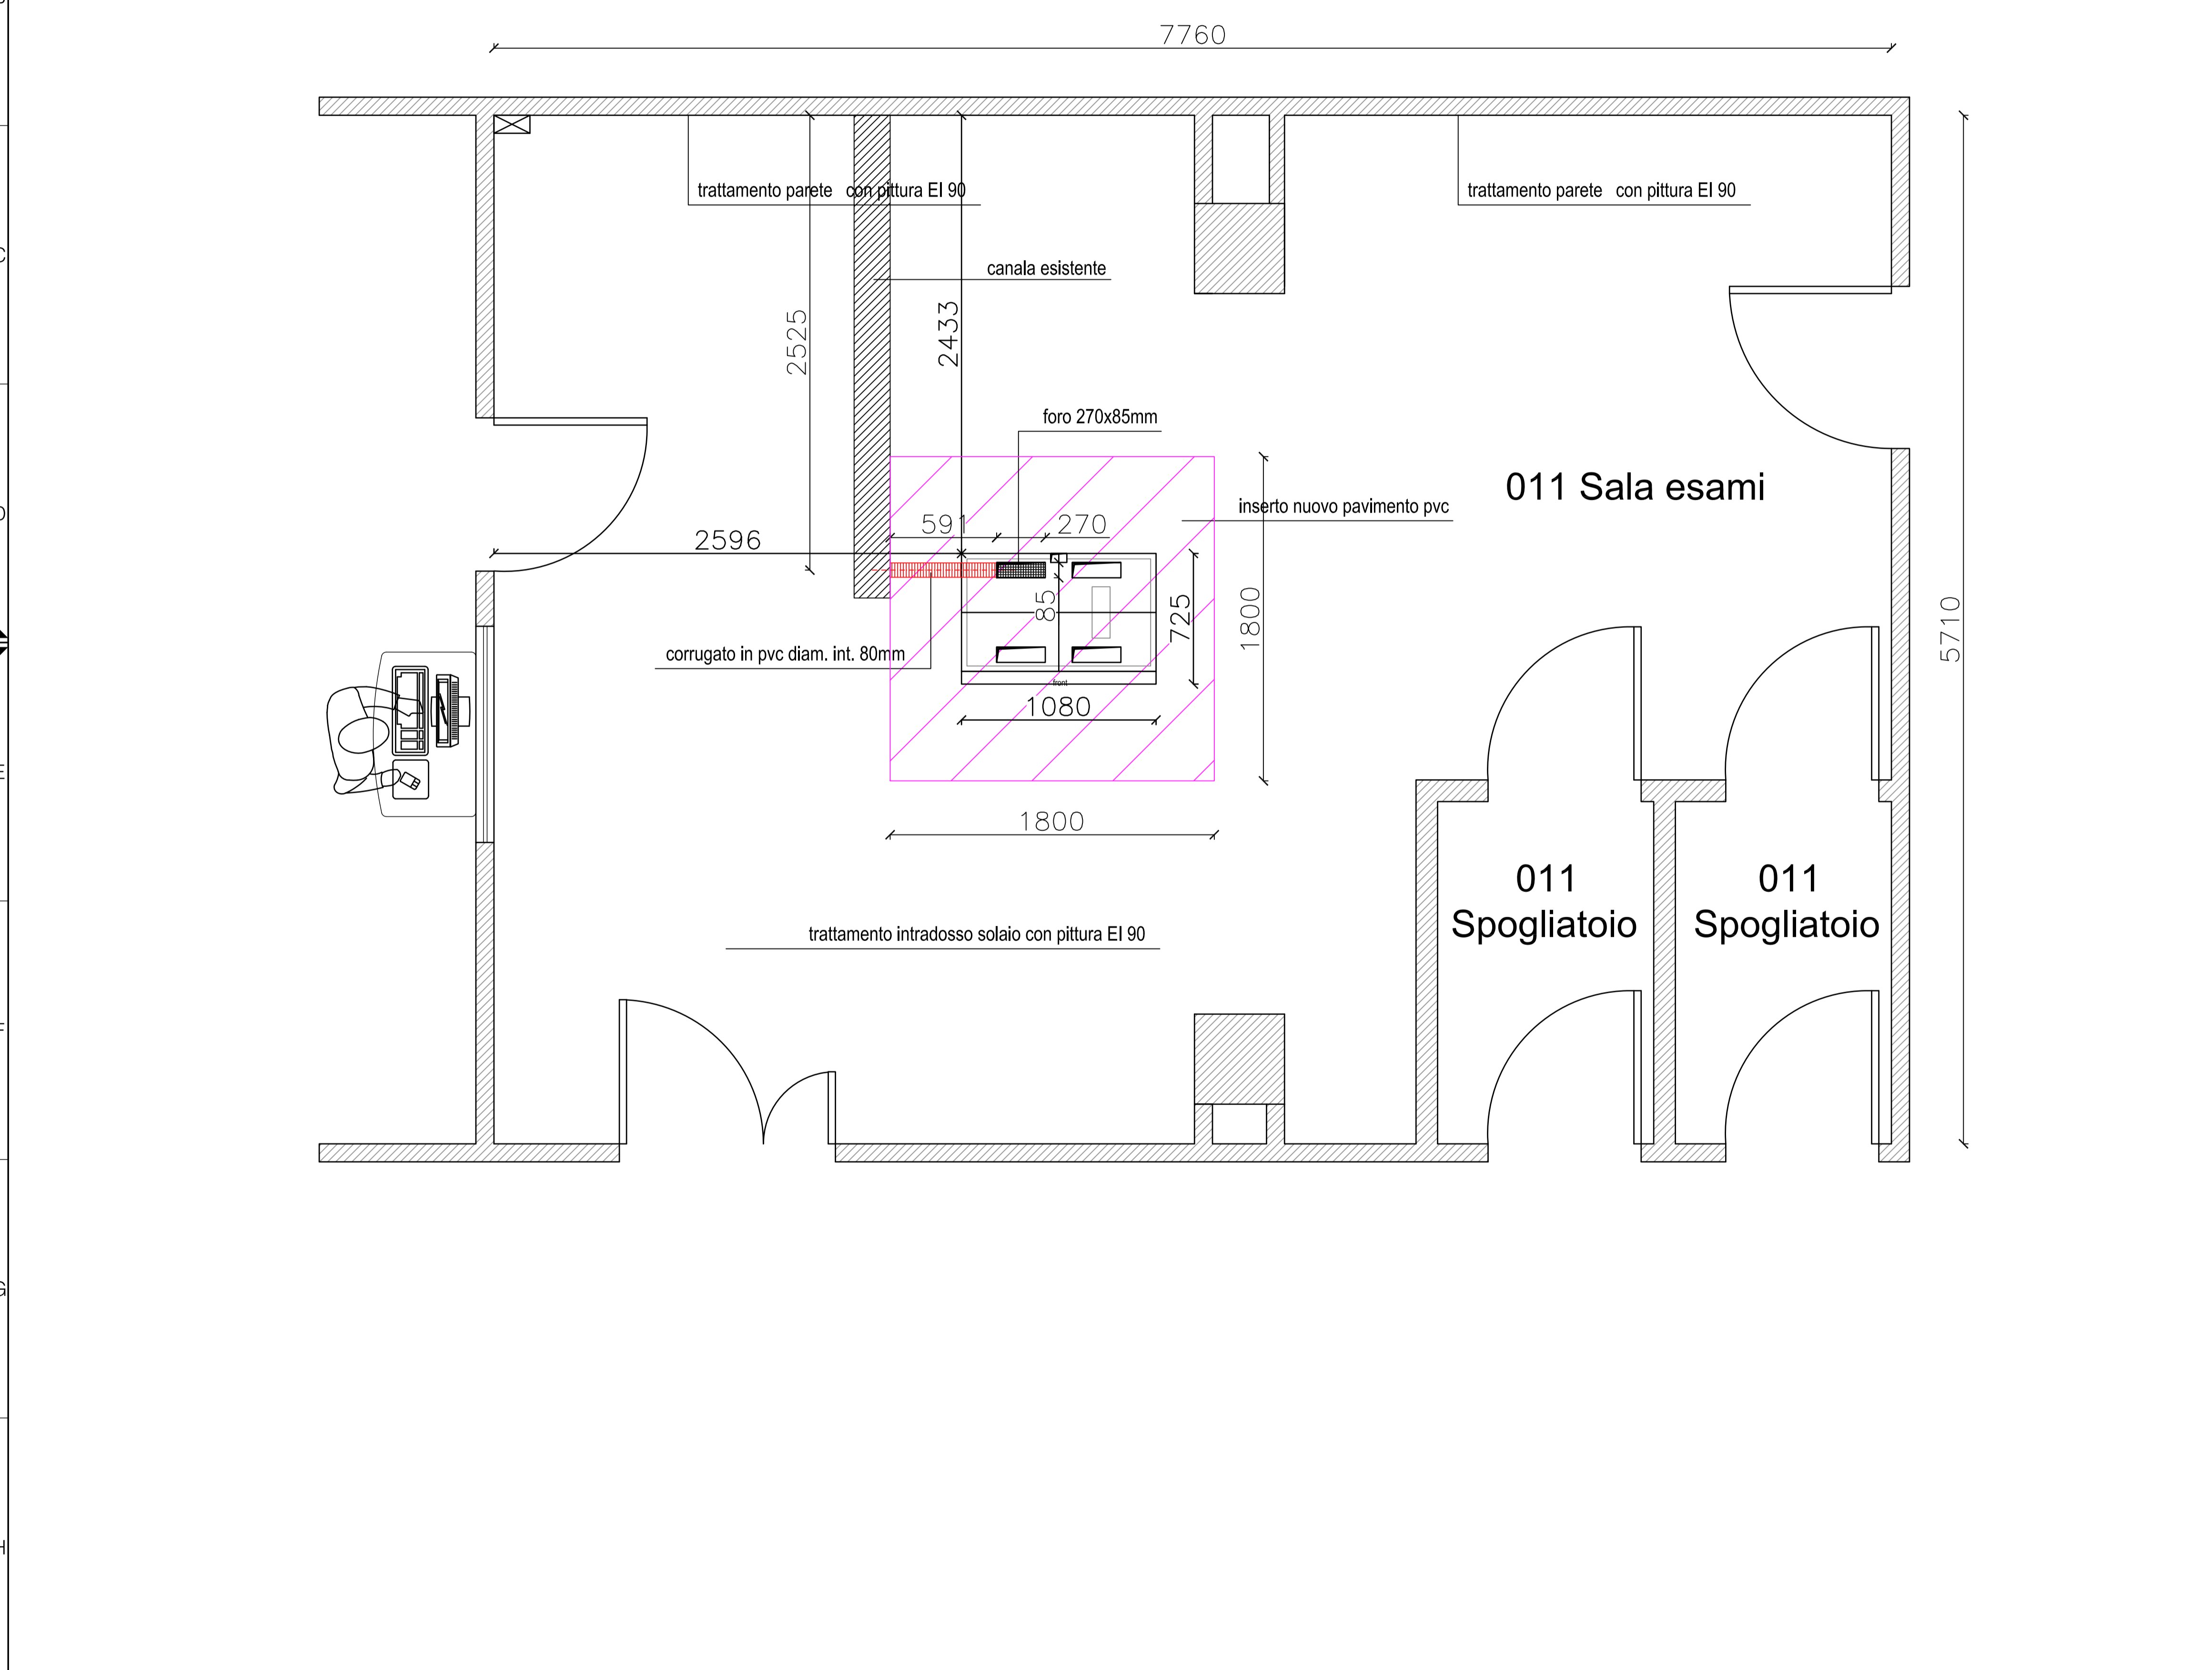 7760
trattamento parete con pittura EI 90
trattamento parete con pittura EI 90
canala esistente
2525
2433
foro 270x85mm
011 Sala esami
inserto nuovo pavimento pvc
591
270
2596
85
725
1800
5710
corrugato in pvc diam. int. 80mm
front
1080
1800
011
Spogliatoio
011
Spogliatoio
trattamento intradosso solaio con pittura EI 90
E
F
G
H